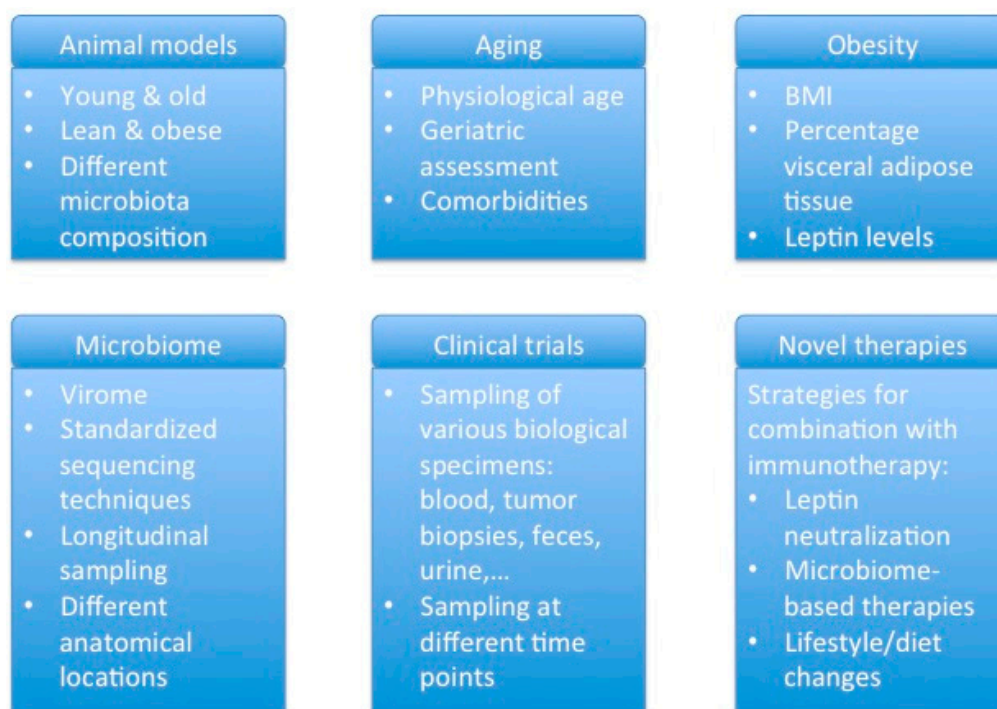 Animal models
• Young & old
• Lean & obese
• Different
microbiota
composition
Aging
• Physiological age
• Geriatric
assessment
• Comorbidities
Obesity
• BMI
• Percentage
visceral adipose
tissue
• Leptin levels
Microbiome
• Virome
• Standardized
sequencing
techniques
• Longitudinal
sampling
• Different
anatomical
locations
Clinical trials
• Sampling of
various biological
specimens:
blood, tumor
biopsies, feces,
urine,...
• Sampling at
different time
points
Novel therapies
Strategies for
combination with
immunotherapy:
• Leptin
neutralization
• Microbiome-
based therapies
• Lifestyle/diet
changes